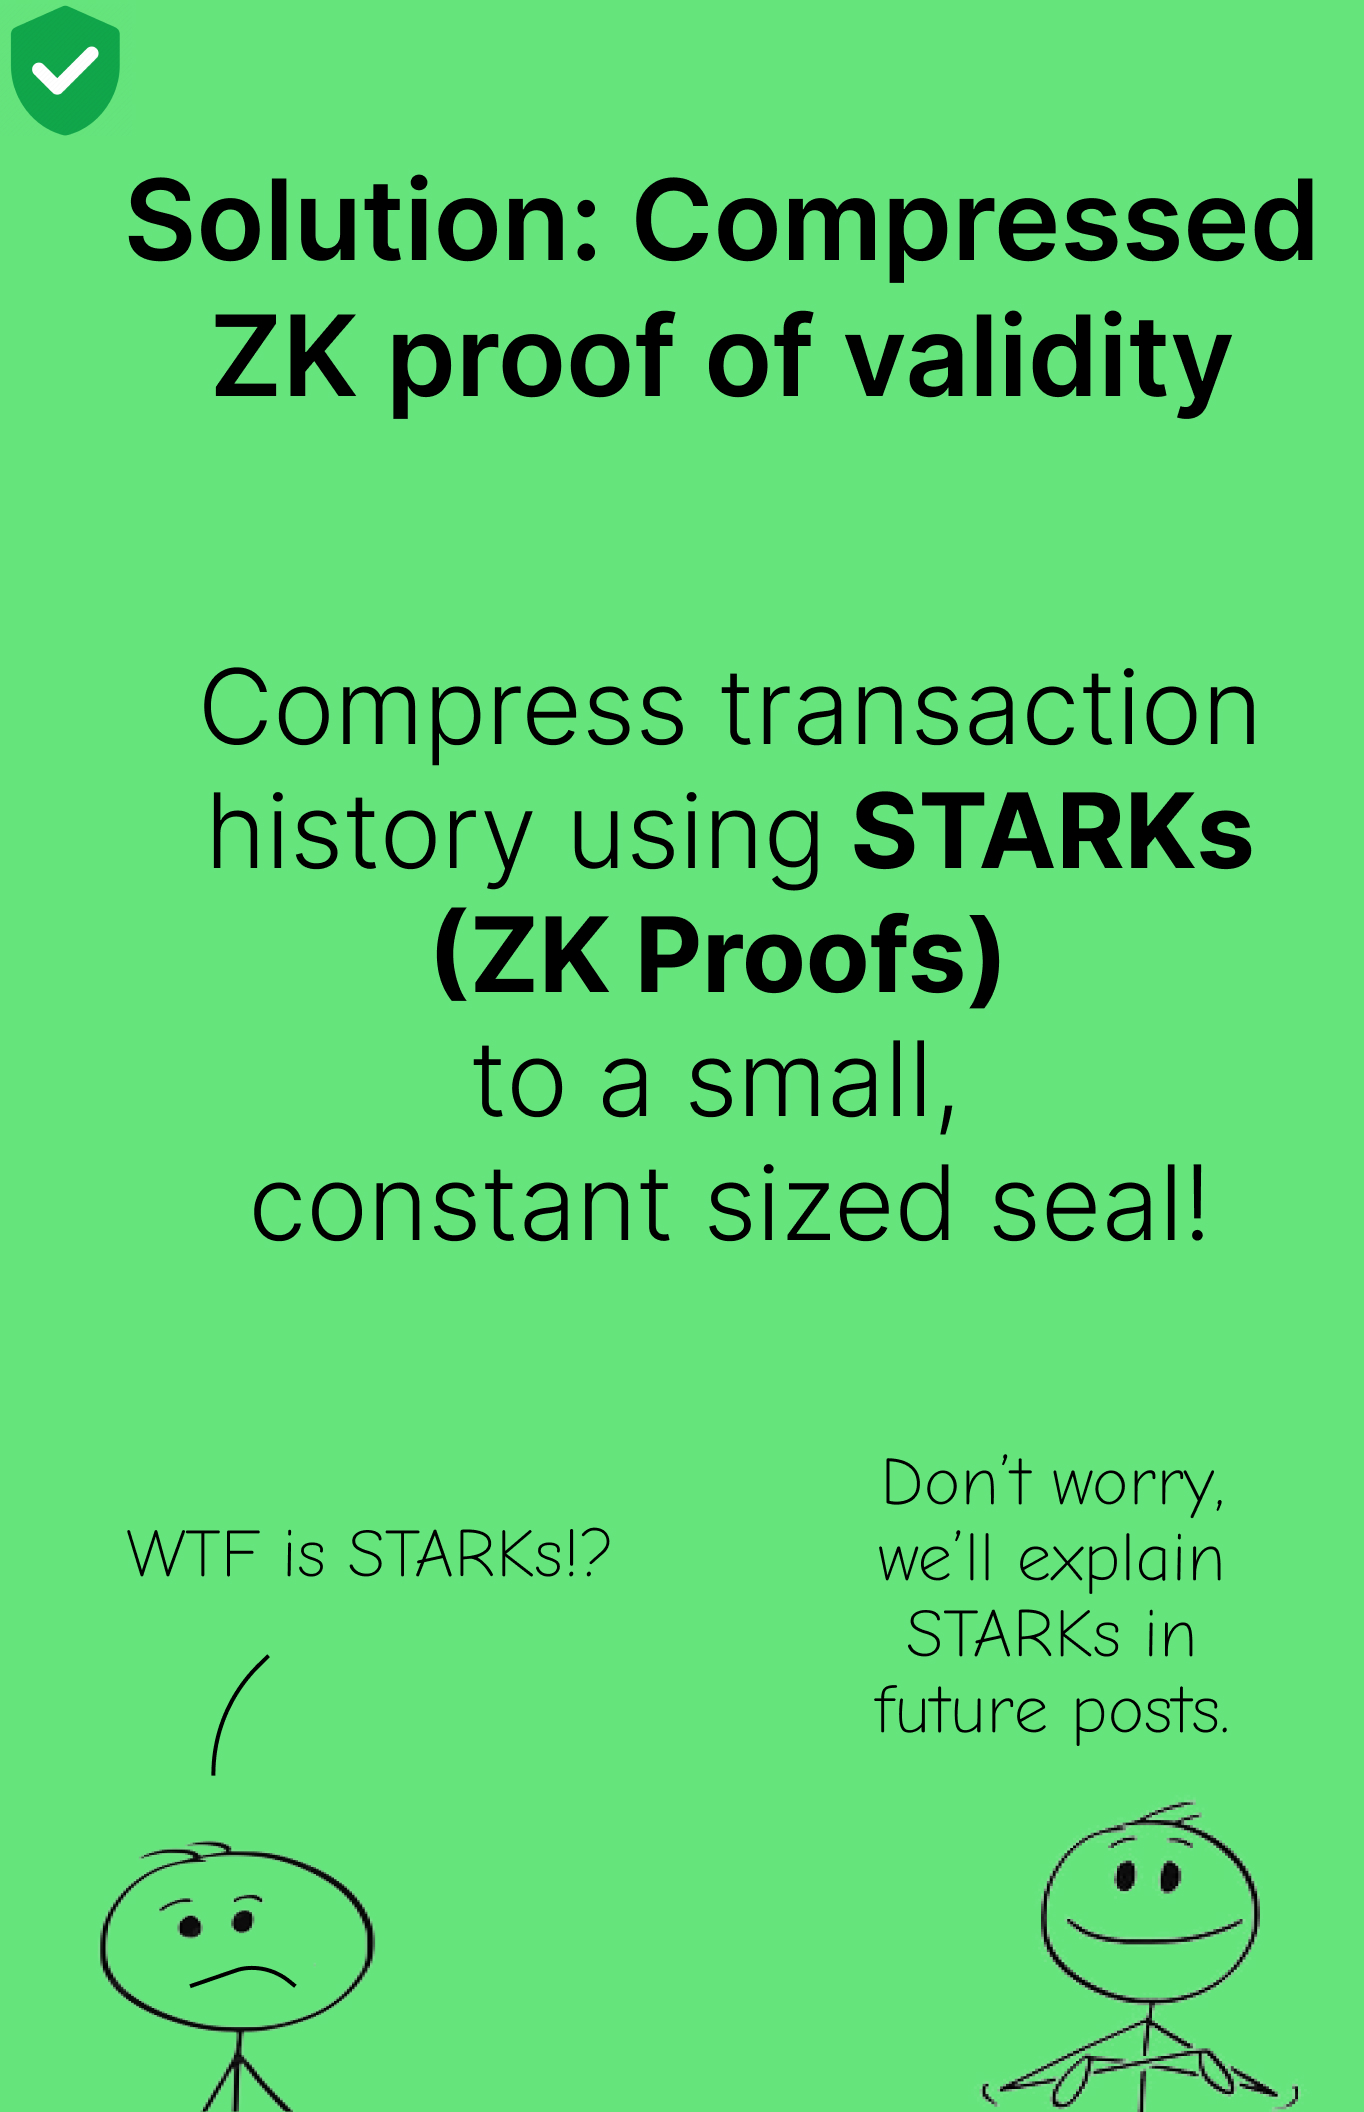 Solution: Compressed
ZK proof of validity
Compress transaction
history using STARKs
(ZK Proofs)
to a small,
constant sized seal!
WTF is STARKs!?
Don't worry,
we'll explain
STARKs in
future posts.